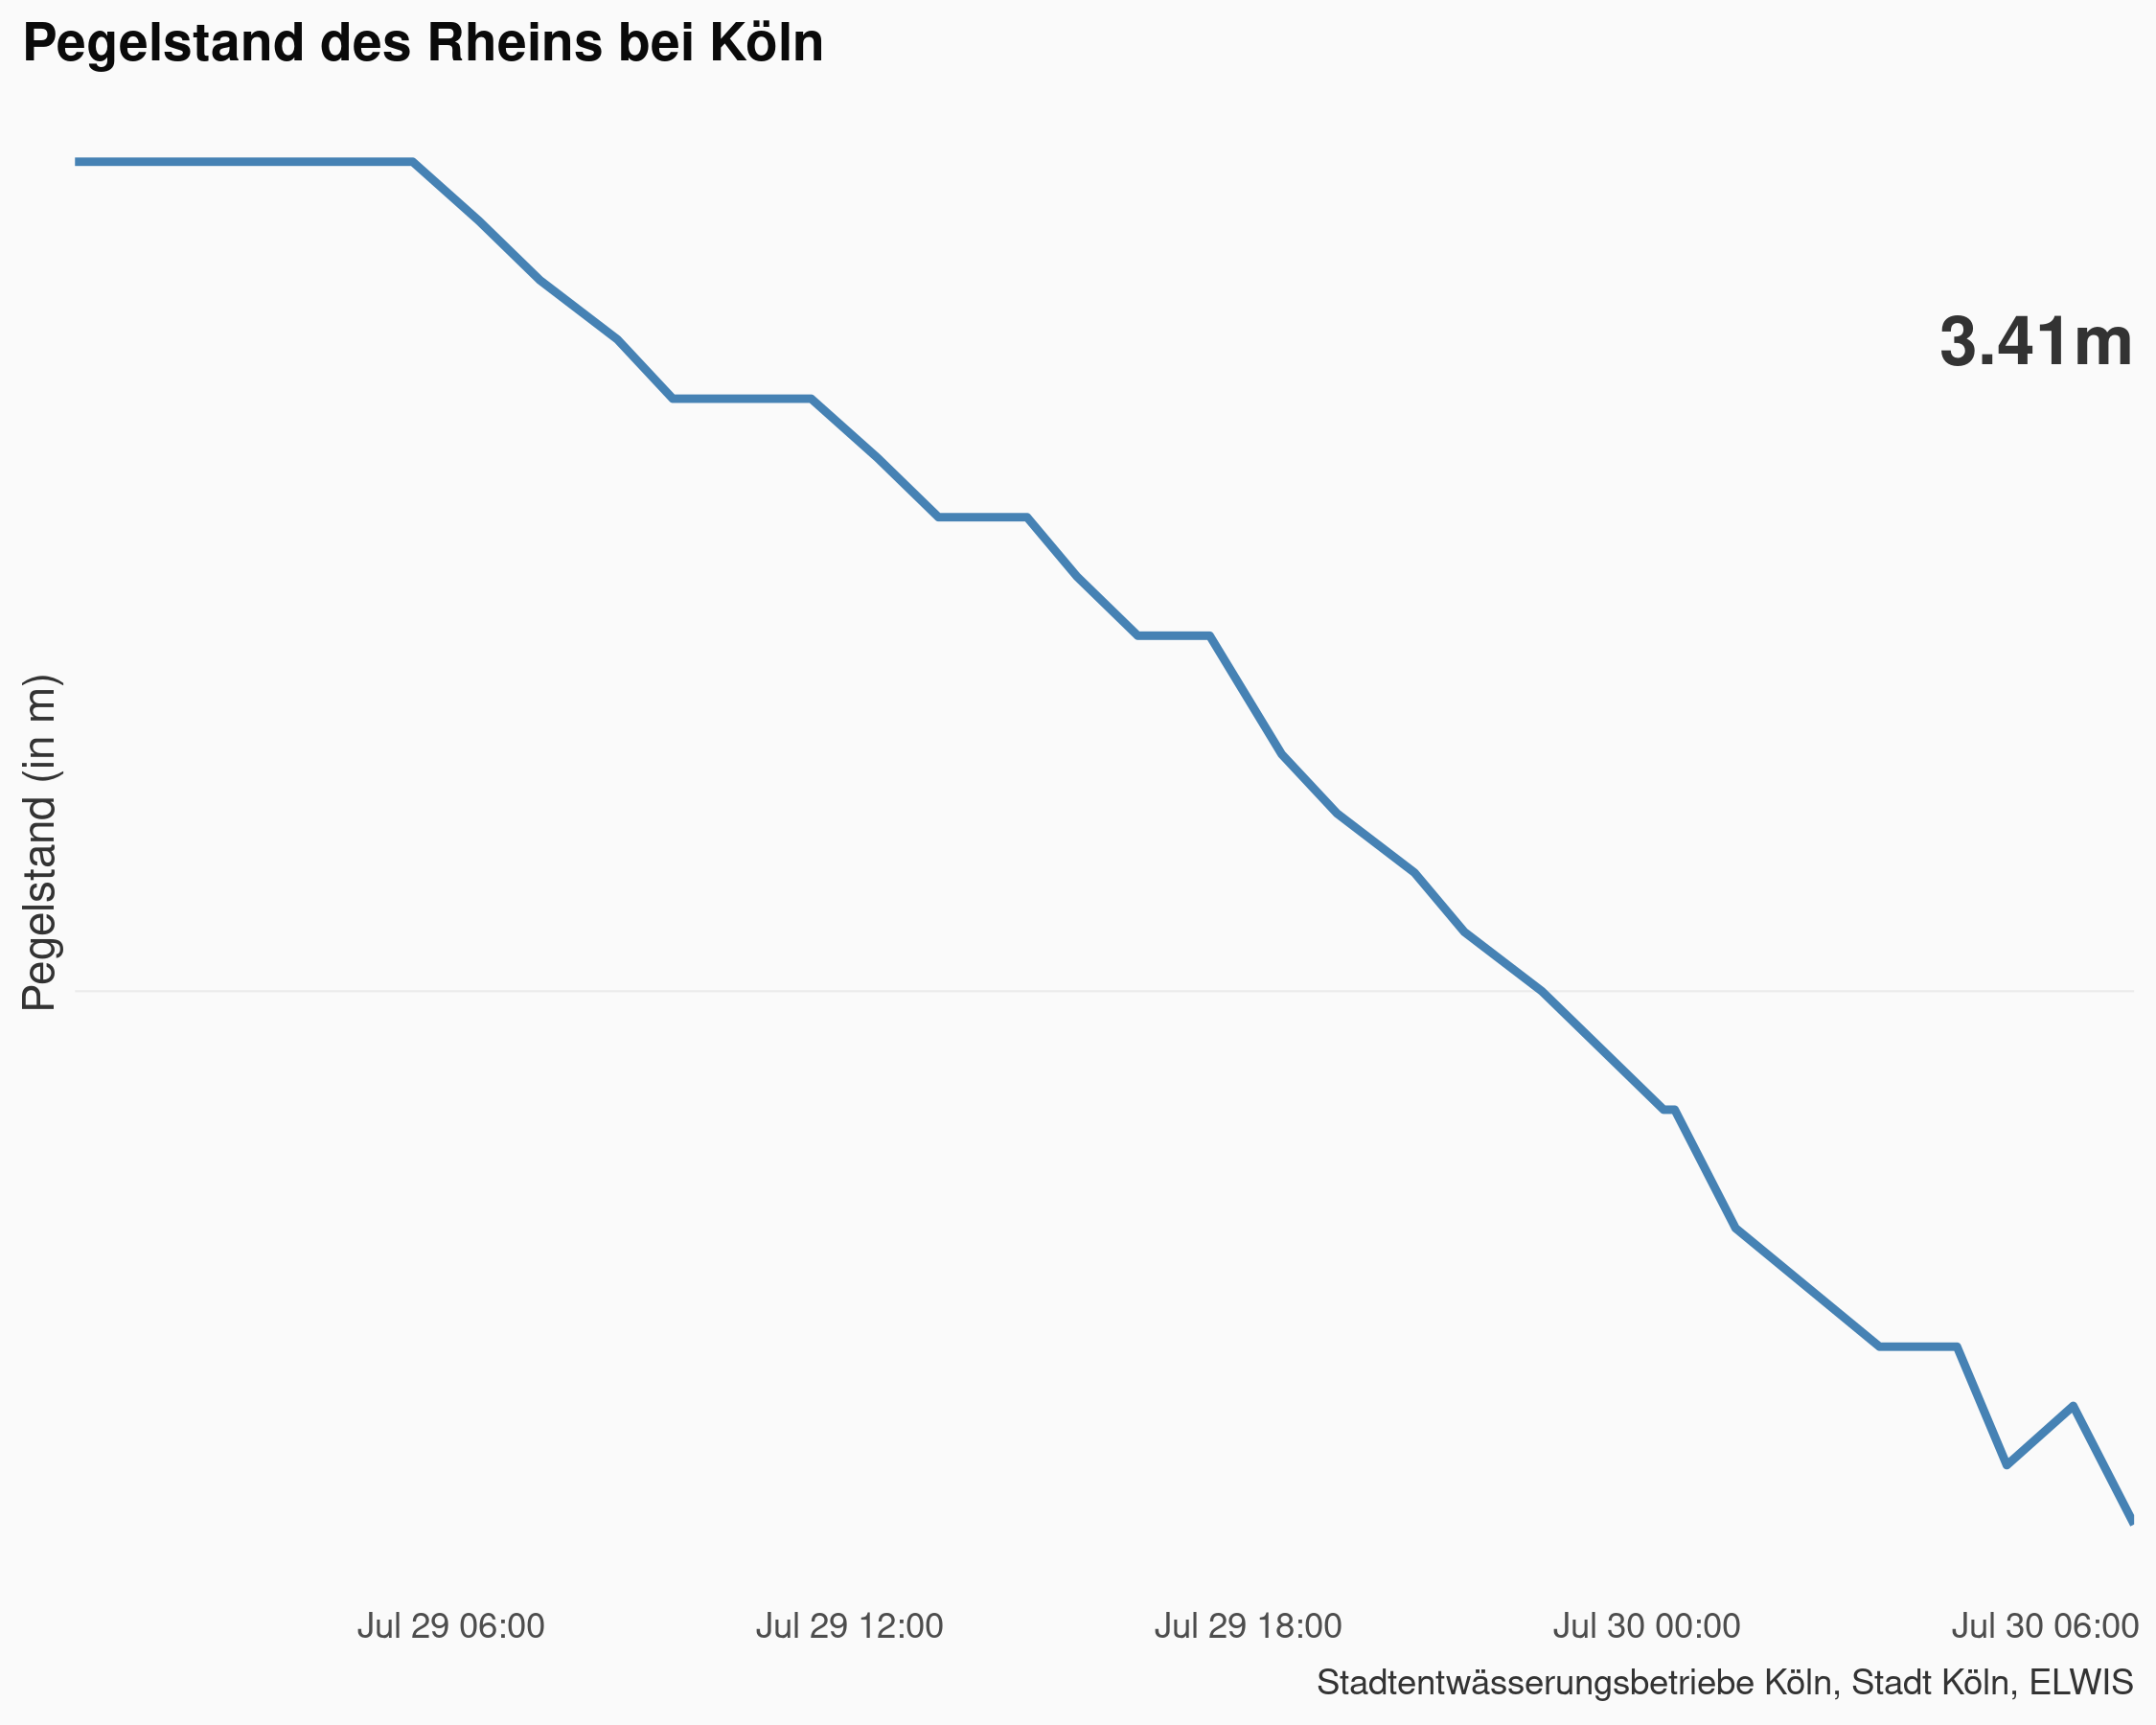 Pegelstand des Rheins bei Köln
3.41m
Pegelstand (in m)
Jul 29 06:00
Jul 29 12:00
Jul 29 18:00
Jul 30 00:00
Jul 30 06:00
Stadtentwässerungsbetriebe Köln, Stadt Köln, ELWIS